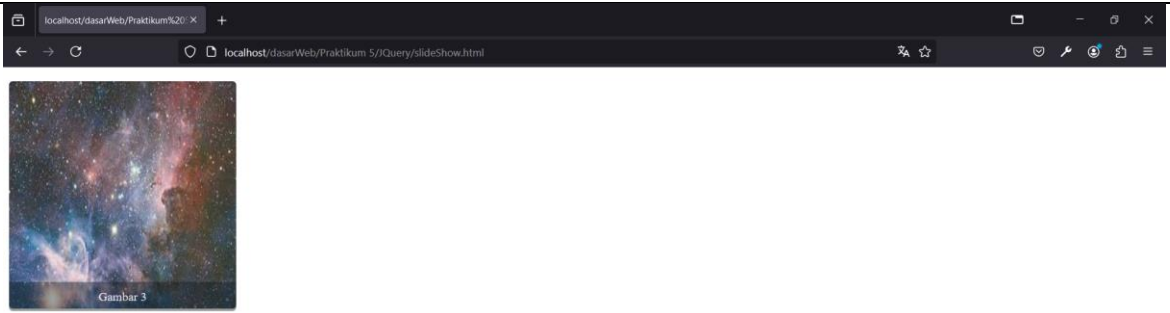 localhost/dasarWeb/Praktikum%20
localhost/dasarWeb/Praktikum 5/JQuery/slideShow.html
Gambar 3